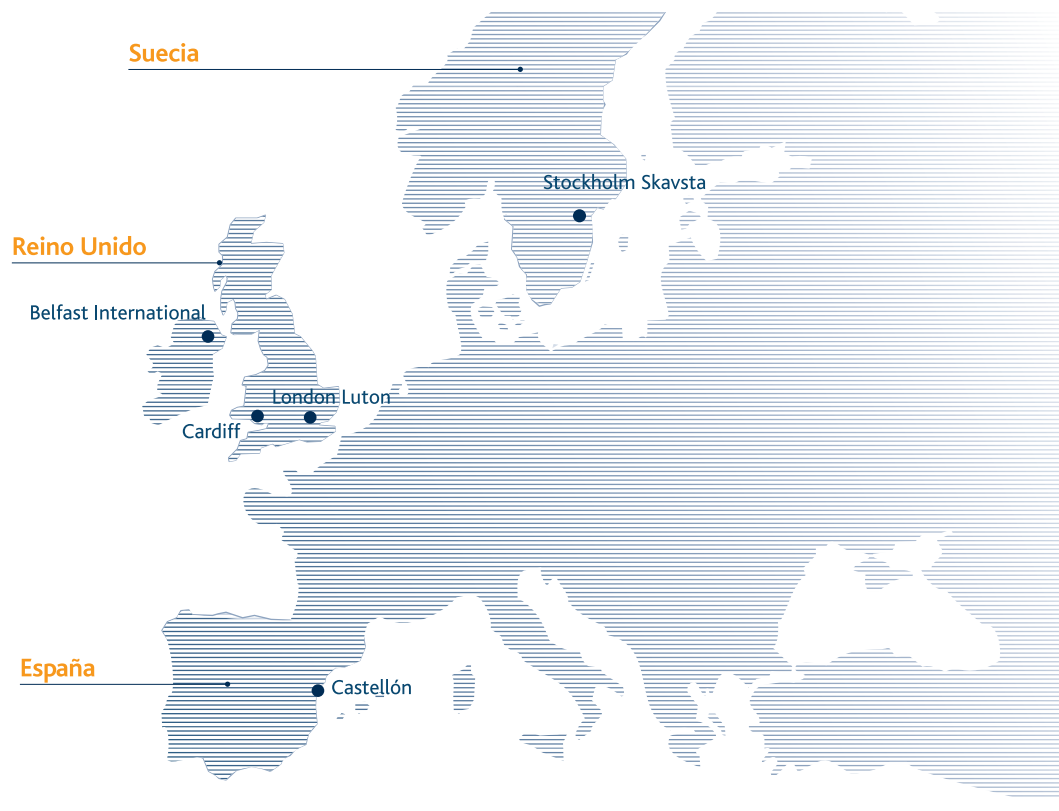 Suecia
Stockholm Skavsta
Reino Unido
Belfast International
London Luton
Cardiff
España
Castellón